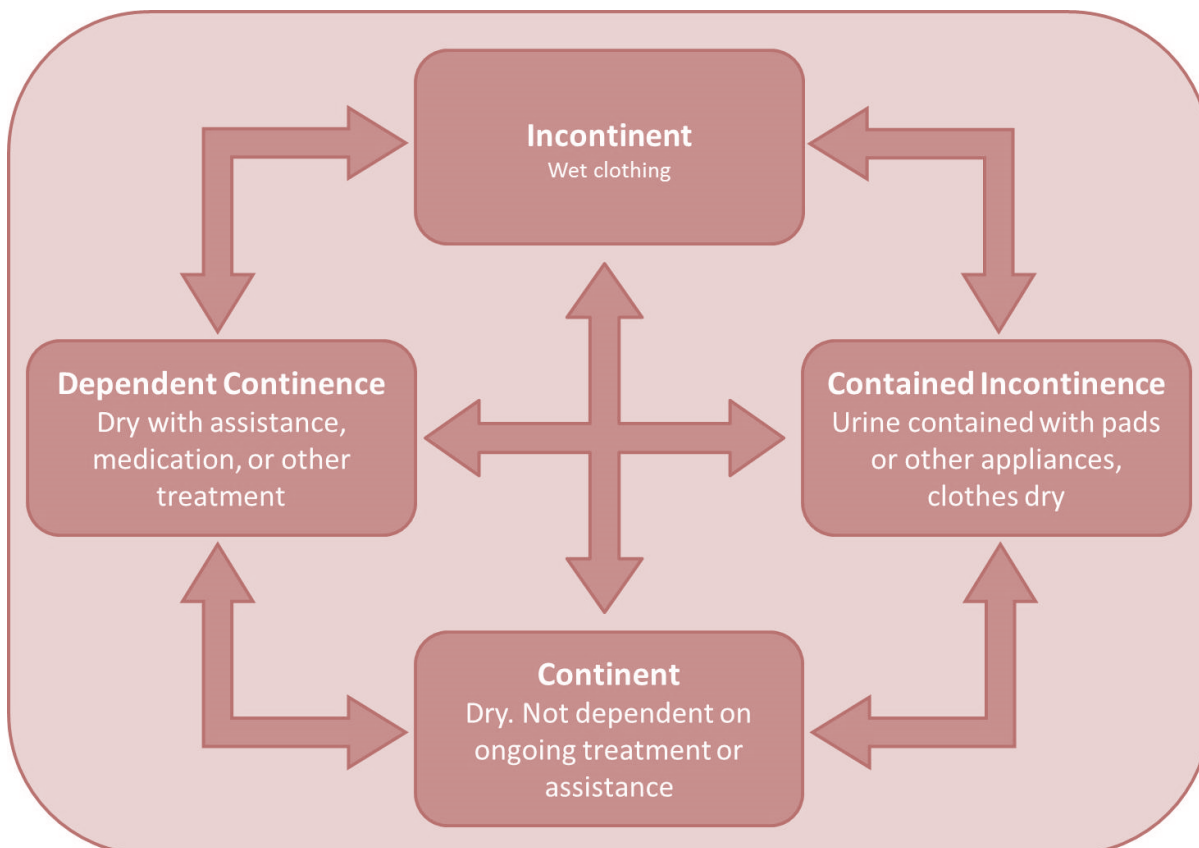 Incontinent
Wet clothing
Dependent Continence
Dry with assistance,
medication, or other
treatment
Contained Incontinence
Urine contained with pads
or other appliances,
clothes dry
Continent
Dry. Not dependent on
ongoing treatment or
assistance